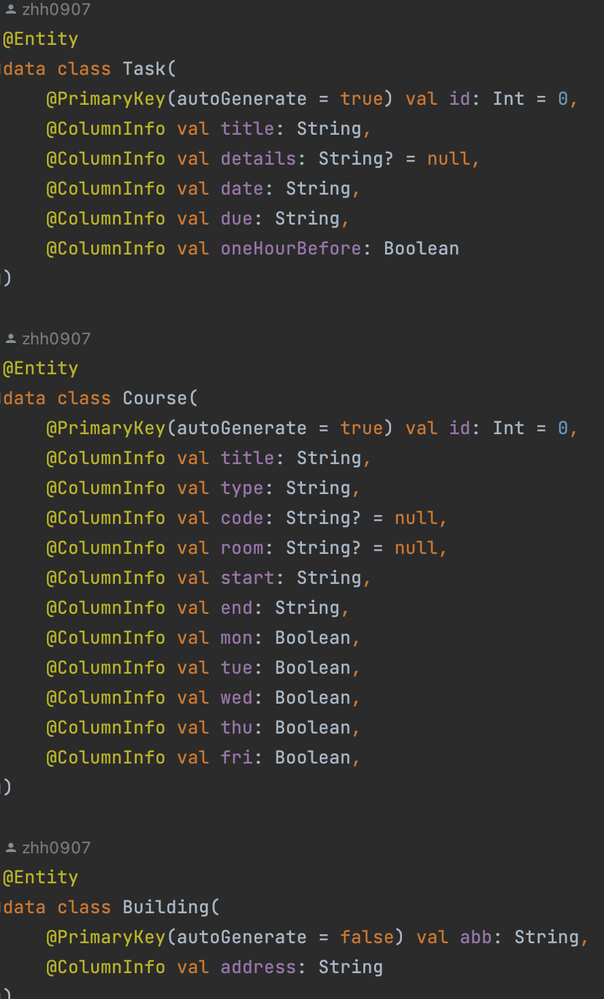 zhh0907
@Entity
data class Task(
    @PrimaryKey(autoGenerate = true) val id: Int = 0,
    @ColumnInfo val title: String,
    @ColumnInfo val details: String? = null,
    @ColumnInfo val date: String,
    @ColumnInfo val due: String,
    @ColumnInfo val oneHourBefore: Boolean
)
zhh0907
@Entity
data class Course(
    @PrimaryKey(autoGenerate = true) val id: Int = 0,
    @ColumnInfo val title: String,
    @ColumnInfo val type: String,
    @ColumnInfo val code: String? = null,
    @ColumnInfo val room: String? = null,
    @ColumnInfo val start: String,
    @ColumnInfo val end: String,
    @ColumnInfo val mon: Boolean,
    @ColumnInfo val tue: Boolean,
    @ColumnInfo val wed: Boolean,
    @ColumnInfo val thu: Boolean,
    @ColumnInfo val fri: Boolean,
)
zhh0907
@Entity
data class Building(
    @PrimaryKey(autoGenerate = false) val abb: String,
    @ColumnInfo val address: String
)